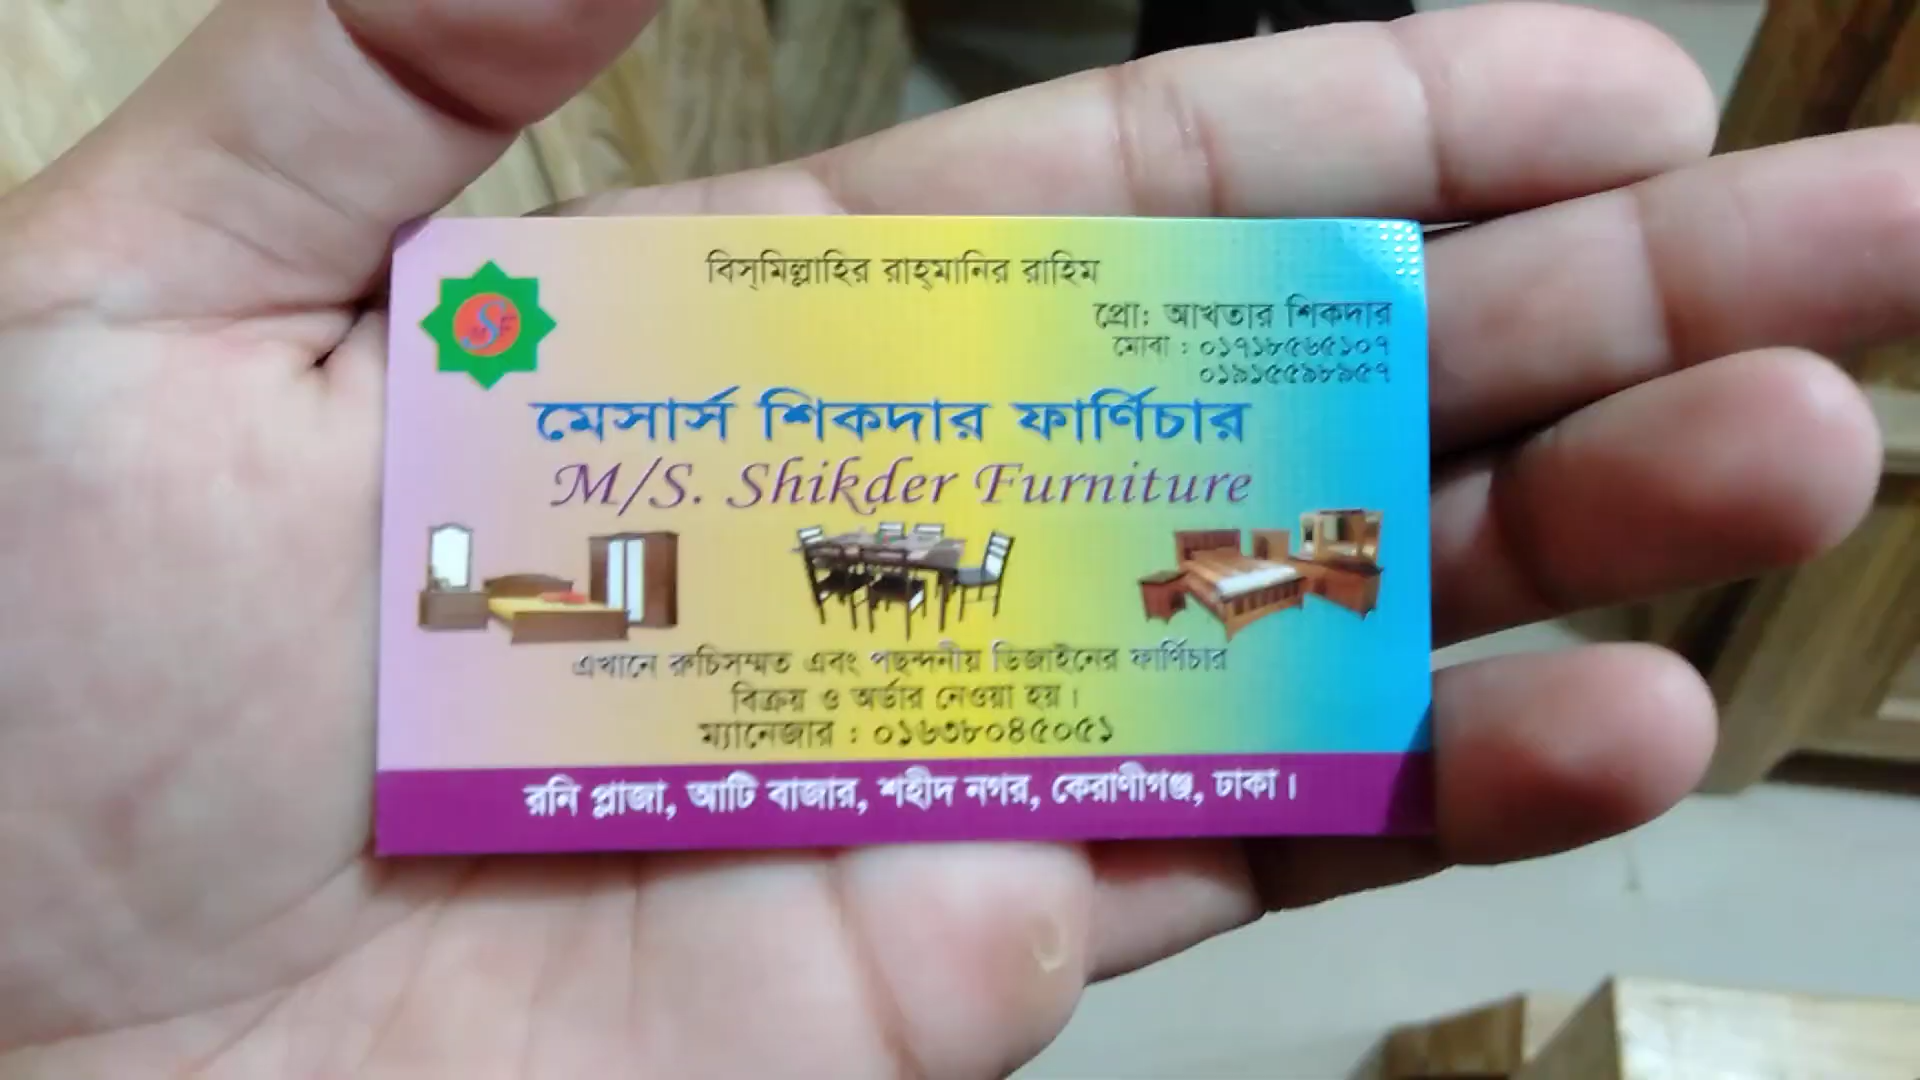 বিস্‌মিল্লাহির রাহ্‌মানির রাহিম
MSF
প্রো: আখতার শিকদার
মোবা : ০১৭১৮৫৬৫১০৭
০১৯১৫৫৯৮৯৫৭
মেসার্স শিকদার ফার্ণিচার
M/S. Shikder Furniture
এখানে রুচিসম্মত এবং পছন্দনীয় ডিজাইনের ফার্ণিচার
বিক্রয় ও অর্ডার নেওয়া হয়।
ম্যানেজার : ০১৬৩৮০৪৫০৫১
রনি প্লাজা, আটি বাজার, শহীদ নগর, কেরাণীগঞ্জ, ঢাকা।